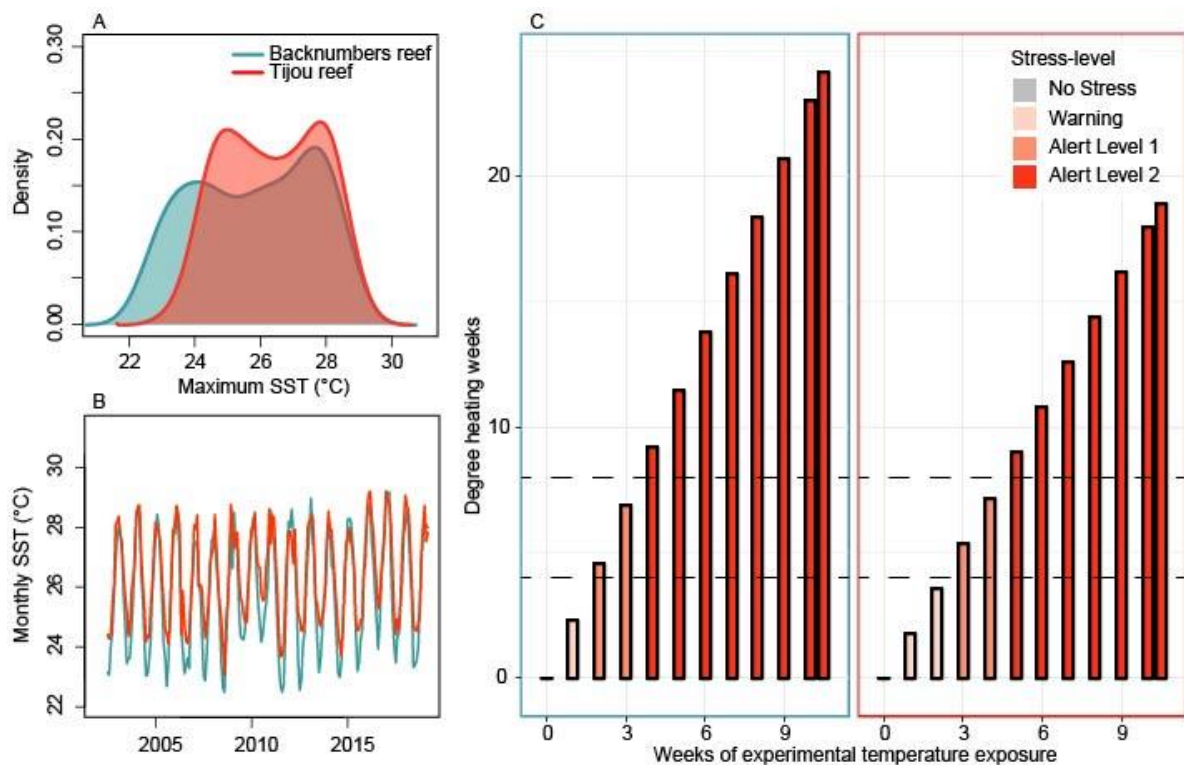 A
0.30
0.20
0.10
0.00
Density
Backnumbers reef
Tijou reef
22 24 26 28 30
Maximum SST (°C)
B
30
28
26
24
22
Monthly SST (°C)
2005 2010 2015
C
Degree heating weeks
20
10
0
Stress-level
No Stress
Warning
Alert Level 1
Alert Level 2
0 3 6 9 0 3 6 9
Weeks of experimental temperature exposure